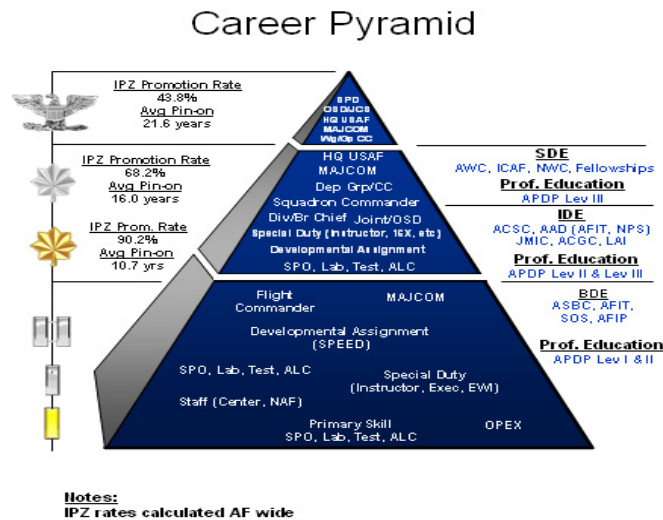 Career Pyramid
IPZ Promotion Rate
43.8%
Avg Pin-on
21.6 years
IPZ Promotion Rate
68.2%
Avg Pin-on
16.0 years
IPZ Prom. Rate
90.2%
Avg Pin-on
10.7 yrs
SPD
OSD/JCS
HQ USAF
MAJCOM
Wg/Gp CC
HQ USAF
MAJCOM
Dep Grp/CC
Squadron Commander
Div/Br Chief Joint/OSD
Special Duty (Instructor, 16X, etc)
Developmental Assignment
SPO, Lab, Test, ALC
Flight
Commander
MAJCOM
Developmental Assignment
(SPEED)
SPO, Lab, Test, ALC
Special Duty
(Instructor, Exec, EWI)
Staff (Center, NAF)
Primary Skill
SPO, Lab, Test, ALC
OPEX
SDE
AWC, ICAF, NWC, Fellowships
Prof. Education
APDP Lev III
IDE
ACSC, AAD (AFIT, NPS)
JMIC, ACGC, LAI
Prof. Education
APDP Lev II & Lev III
BDE
ASBC, AFIT,
SOS, AFIP
Prof. Education
APDP Lev I & II
Notes:
IPZ rates calculated AF wide